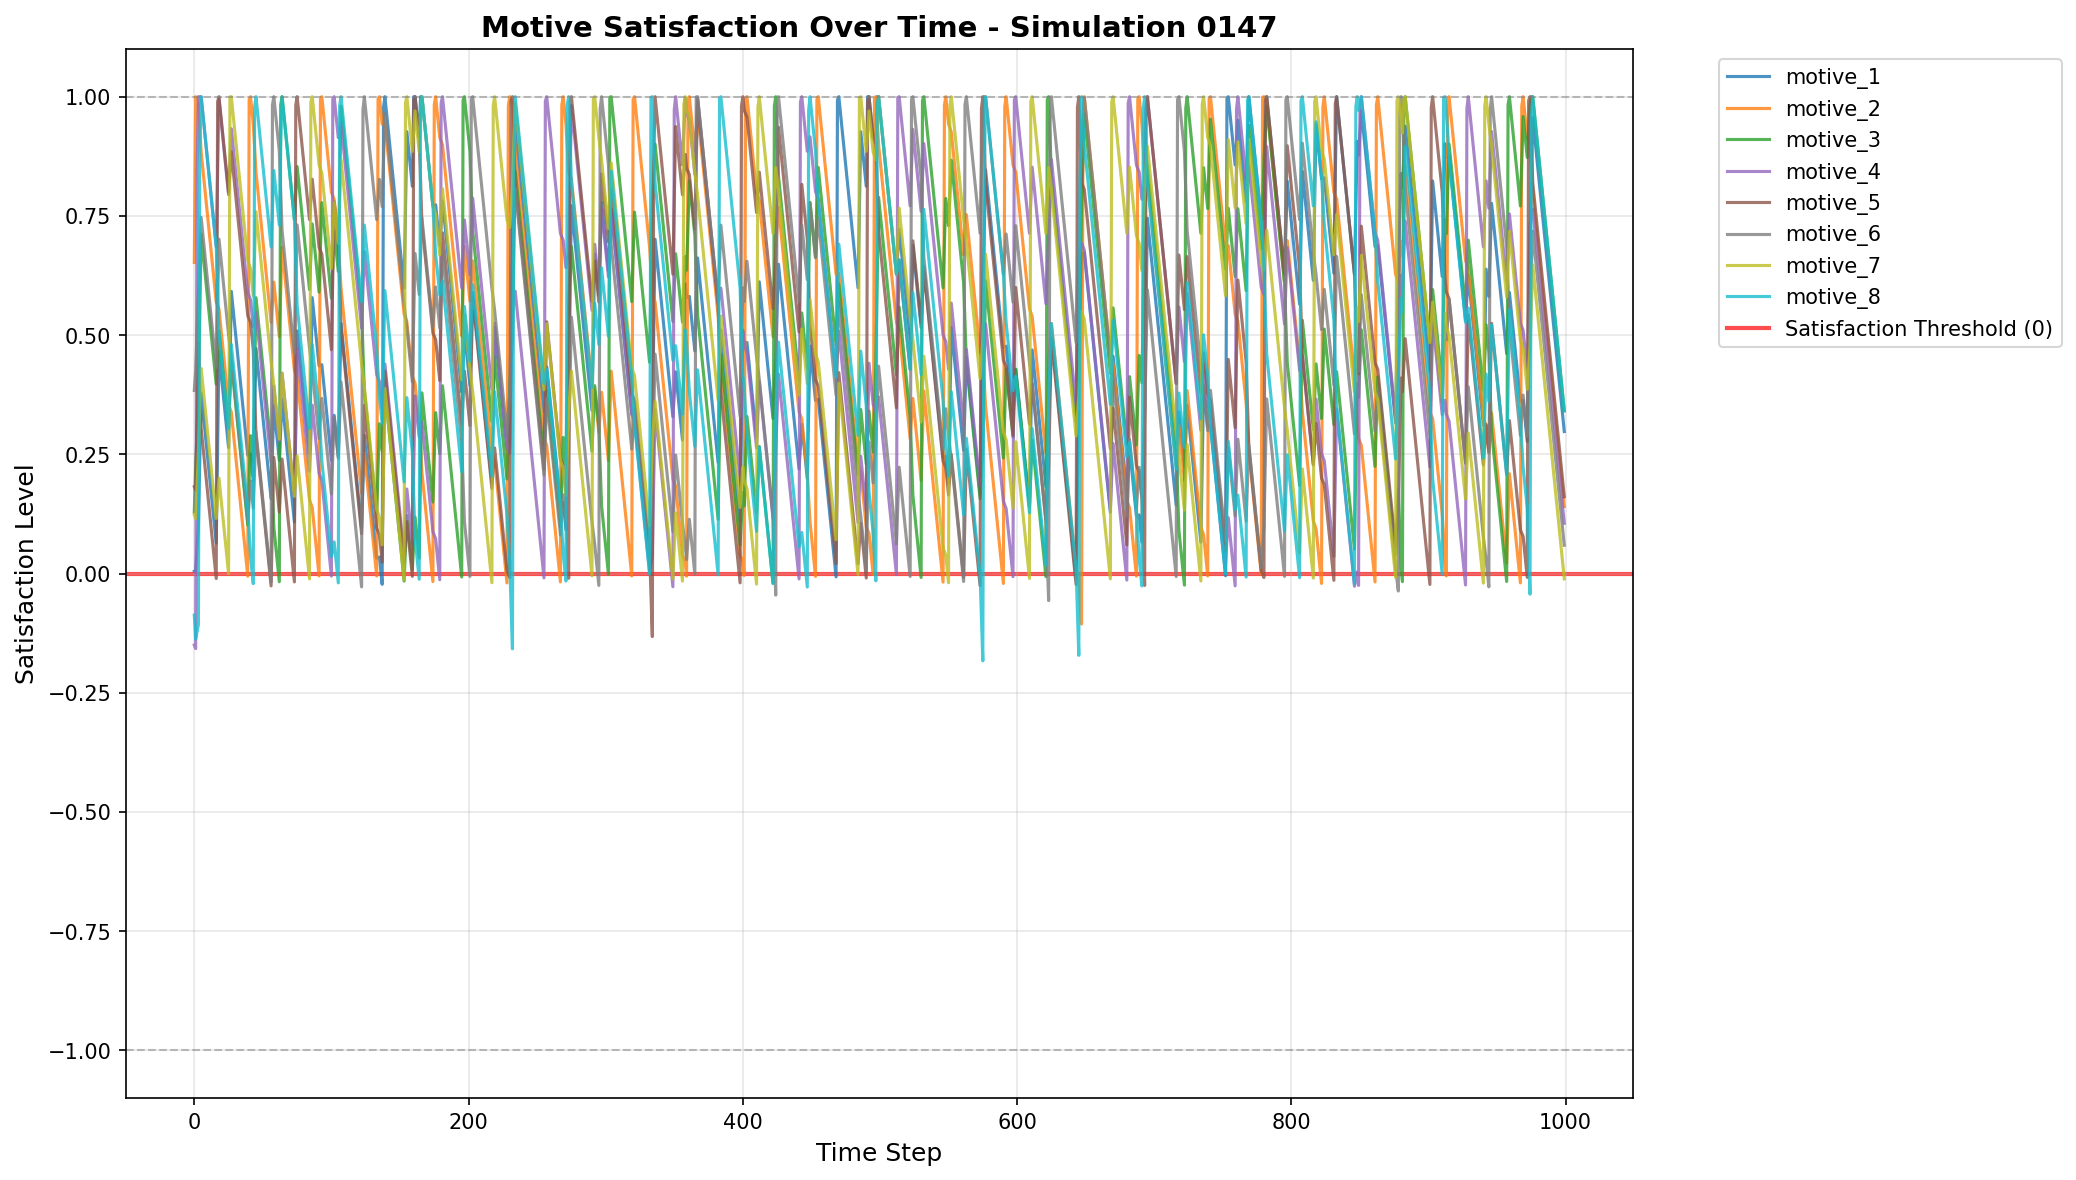 Motive Satisfaction Over Time - Simulation 0147
Satisfaction Level
1.00
0.75
0.50
0.25
0.00
−0.25
−0.50
−0.75
−1.00
0
200
400
600
800
1000
Time Step
motive_1
motive_2
motive_3
motive_4
motive_5
motive_6
motive_7
motive_8
Satisfaction Threshold (0)